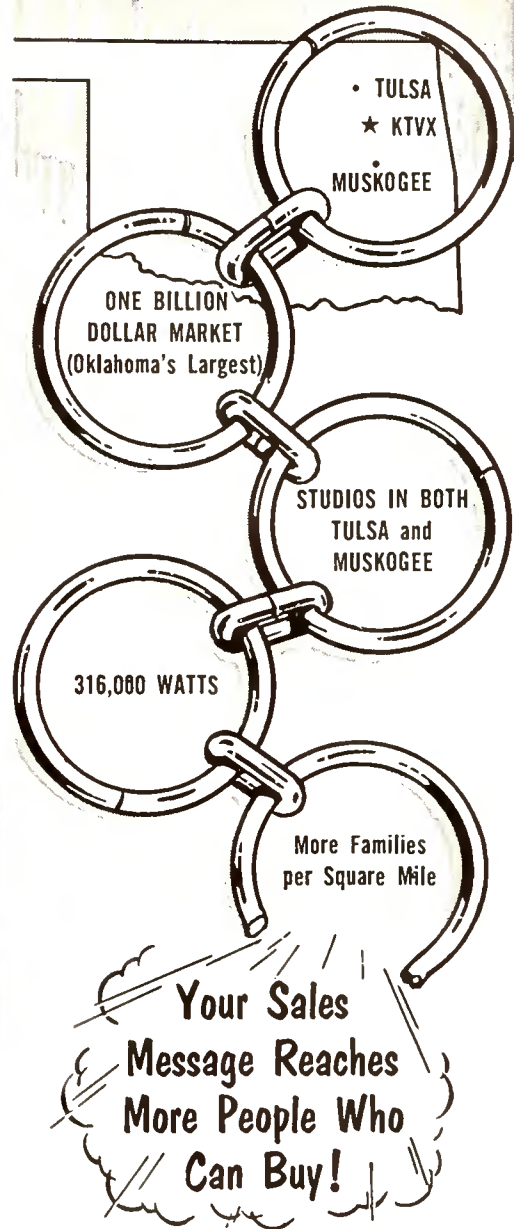 • TULSA
★ KTVX
• MUSKOGEE
ONE BILLION
DOLLAR MARKET
(Oklahoma's Largest)
STUDIOS IN BOTH
TULSA and
MUSKOGEE
316,000 WATTS
More Families
per Square Mile
Your Sales
Message Reaches
More People Who
Can Buy!